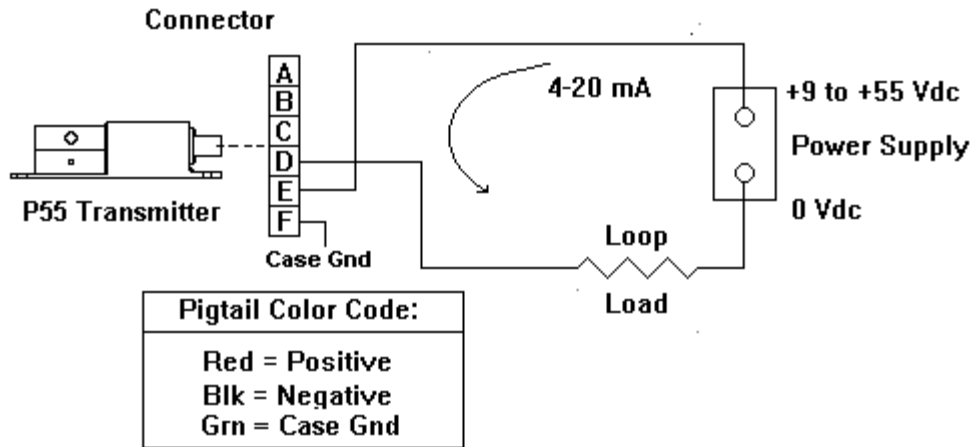 Connector
A
B
C
D
E
F
P55 Transmitter
Case Gnd
4-20 mA
+9 to +55 Vdc
Power Supply
0 Vdc
Loop
Load
Pigtail Color Code:
Red = Positive
Blk = Negative
Grn = Case Gnd